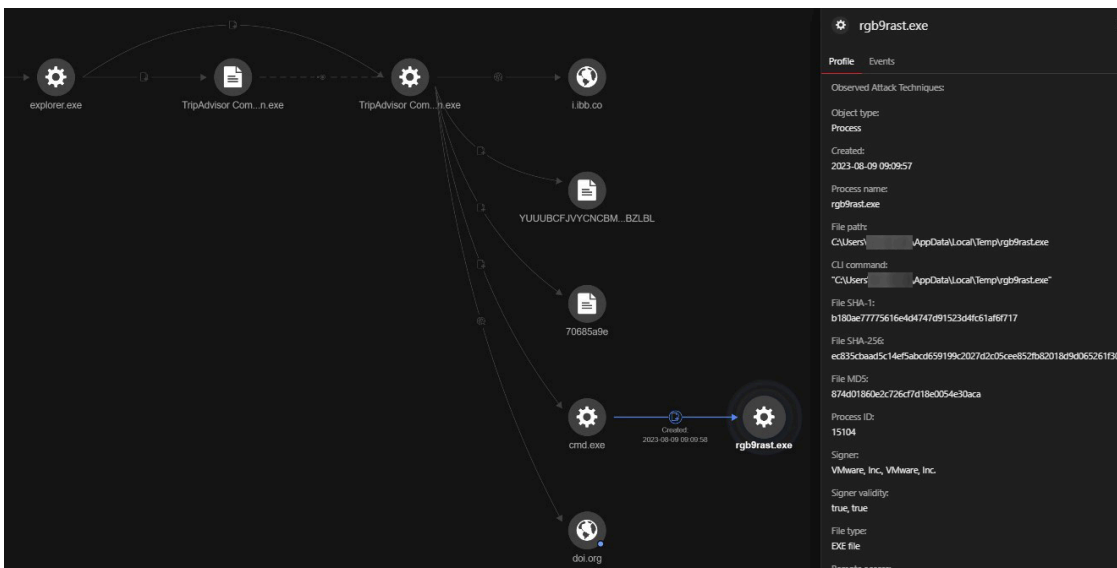 explorer.exe
TripAdvisor Com...n.exe
TripAdvisor Com...n.exe
i.ibb.co
YUUUBCFJVYCNCBM...BZLBL
70685a9e
cmd.exe
Created:
2023-08-09 09:09:58
rgb9rast.exe
doi.org
rgb9rast.exe
Profile Events
Observed Attack Techniques:
Object type:
Process
Created:
2023-08-09 09:09:57
Process name:
rgb9rast.exe
File path:
C:\Users\ \AppData\Local\Temp\rgb9rast.exe
CLI command:
"C:\Users\ \AppData\Local\Temp\rgb9rast.exe"
File SHA-1:
b180ae77775616e4d4747d91523d4fc61af6f717
File SHA-256:
ec835cbaad5c14ef5abcd659199c2027d2c05cee852fb82018d9d065261f30
File MD5:
874d01860e2c726cf7d18e0054e30aca
Process ID:
15104
Signer:
VMware, Inc., VMware, Inc.
Signer validity:
true, true
File type:
EXE file